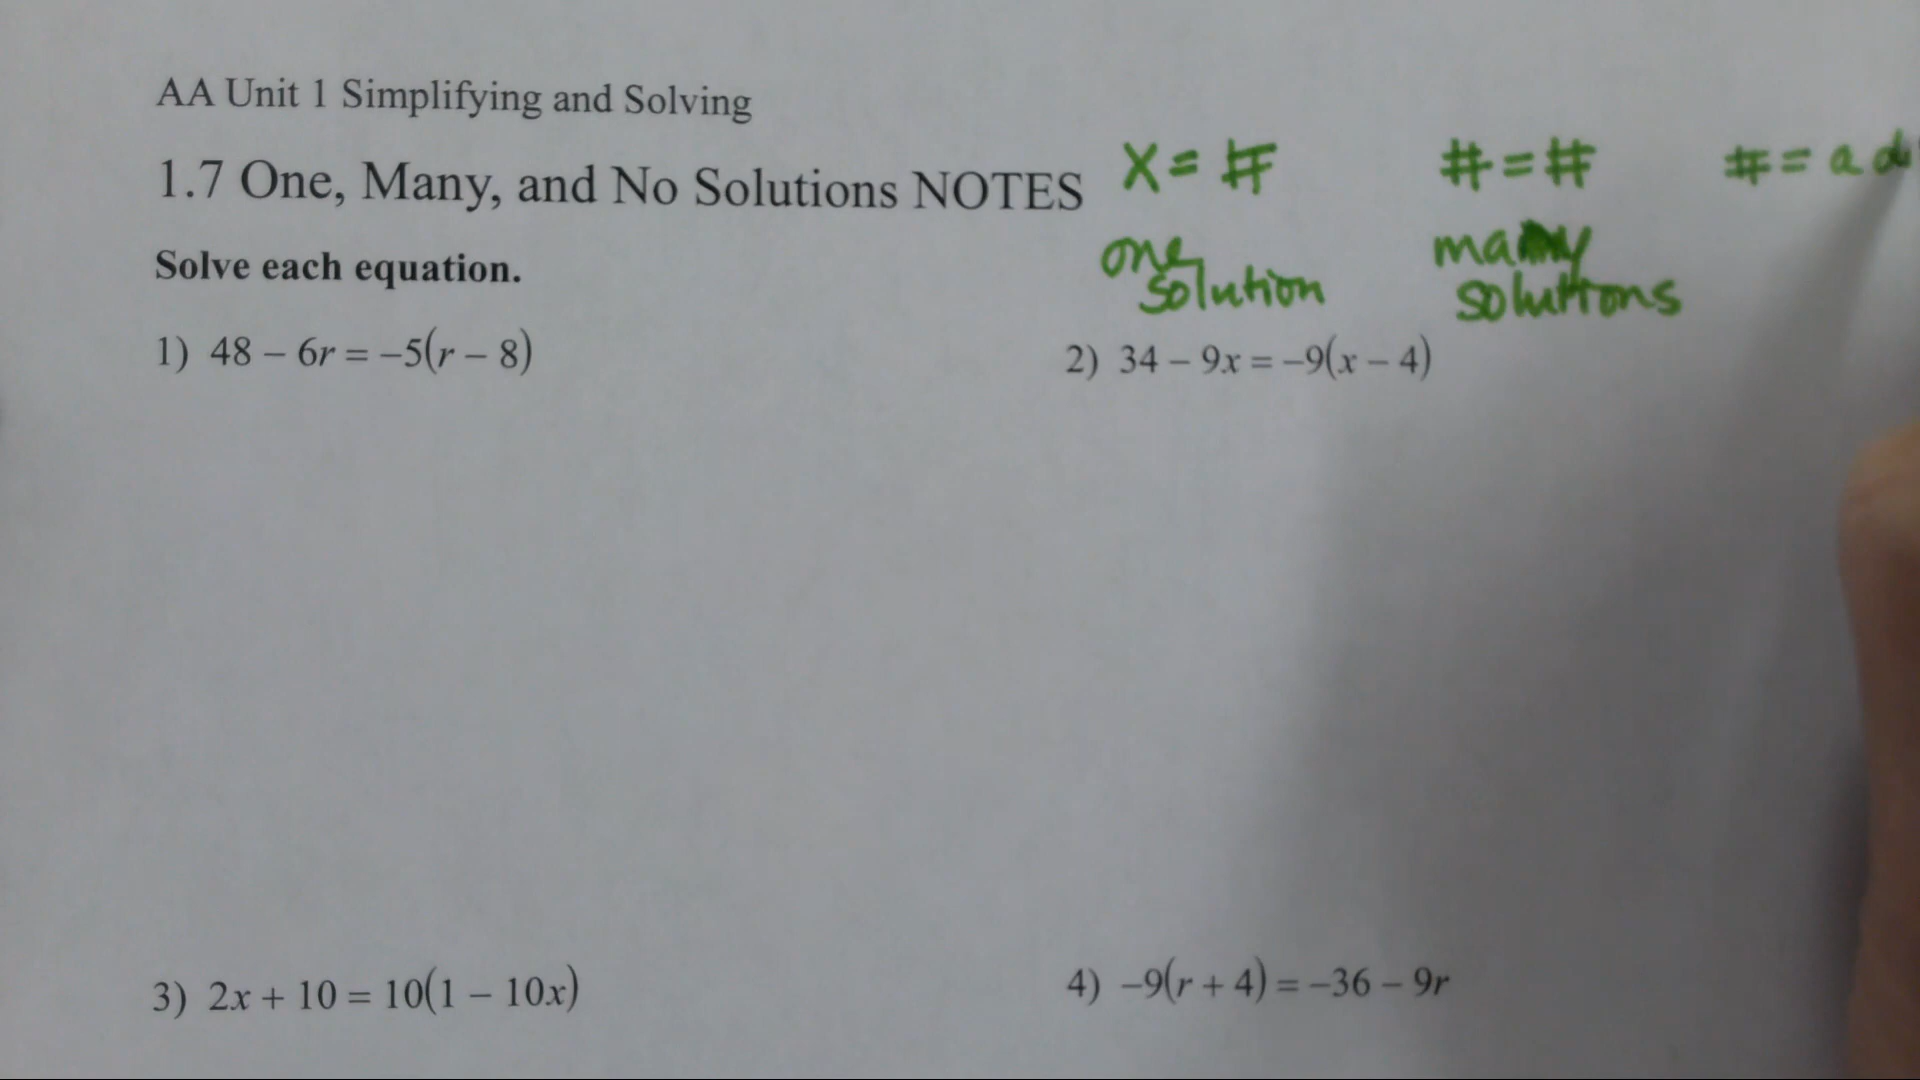 AA Unit 1 Simplifying and Solving
1.7 One, Many, and No Solutions NOTES
x = # # = # # = a
one solution
many solutions
Solve each equation.
1) 48 – 6r = –5(r – 8)
2) 34 – 9x = –9(x – 4)
3) 2x + 10 = 10(1 – 10x)
4) –9(r + 4) = –36 – 9r